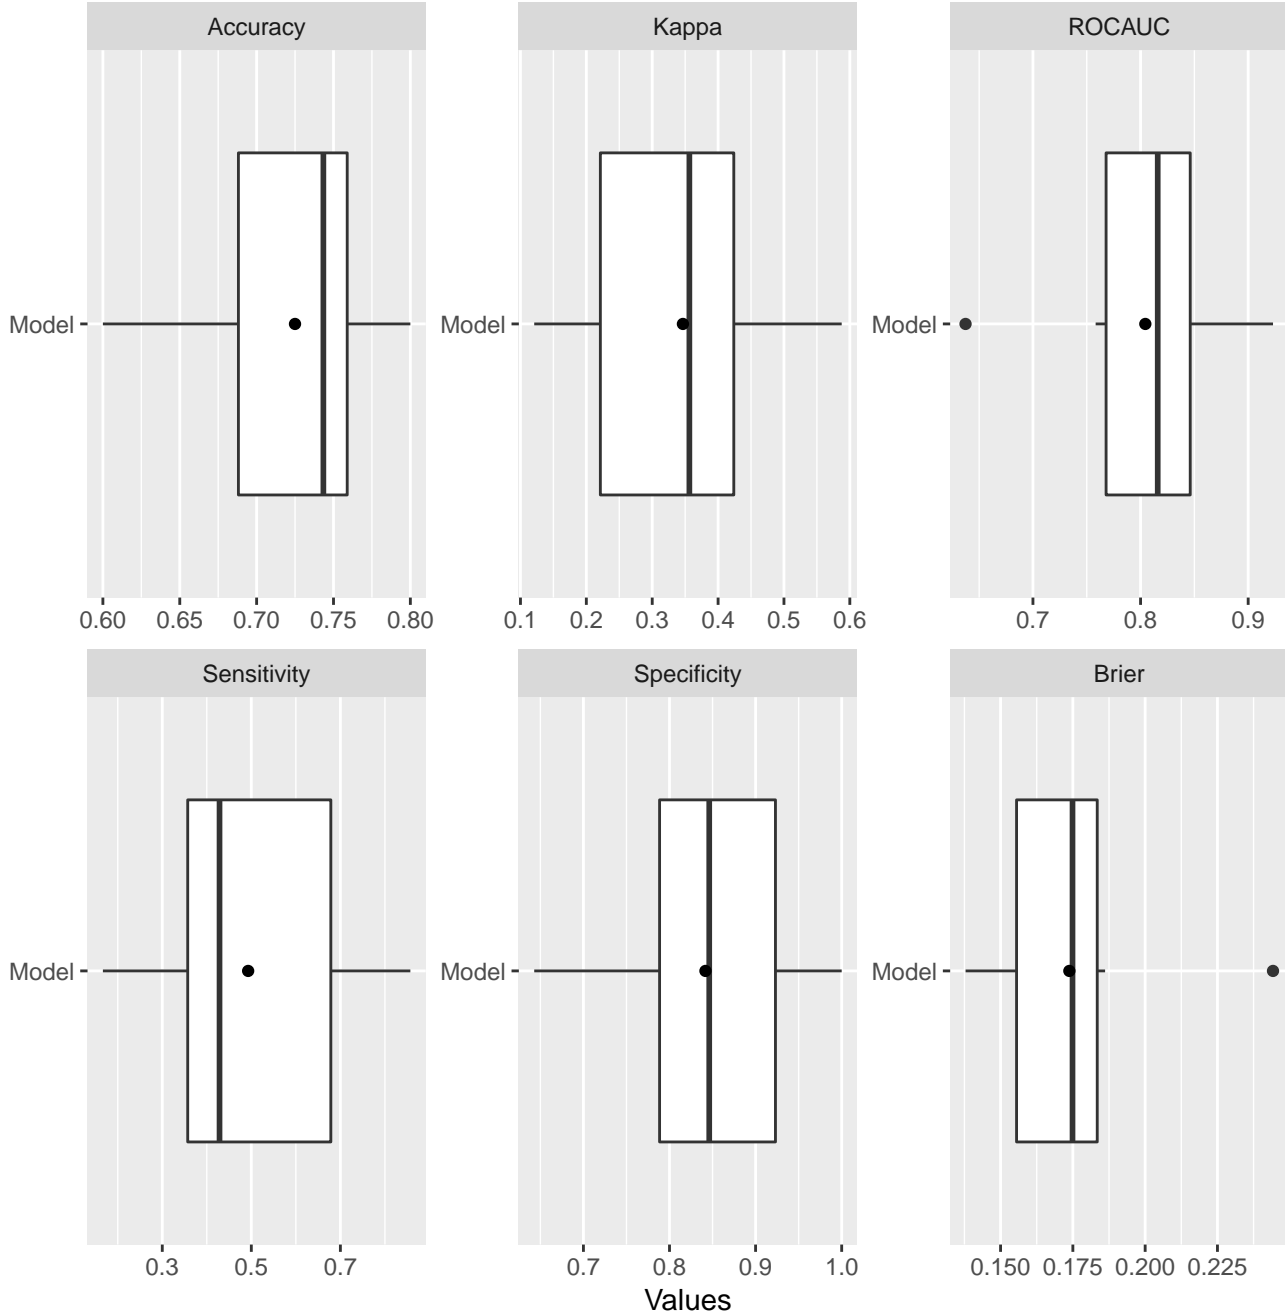 Accuracy Kappa ROCAUC
Model Model Model
0.60 0.65 0.70 0.75 0.80 0.1 0.2 0.3 0.4 0.5 0.6 0.7 0.8 0.9
Sensitivity Specificity Brier
Model Model Model
0.3 0.5 0.7 0.7 0.8 0.9 1.0 0.150 0.175 0.200 0.225
Values